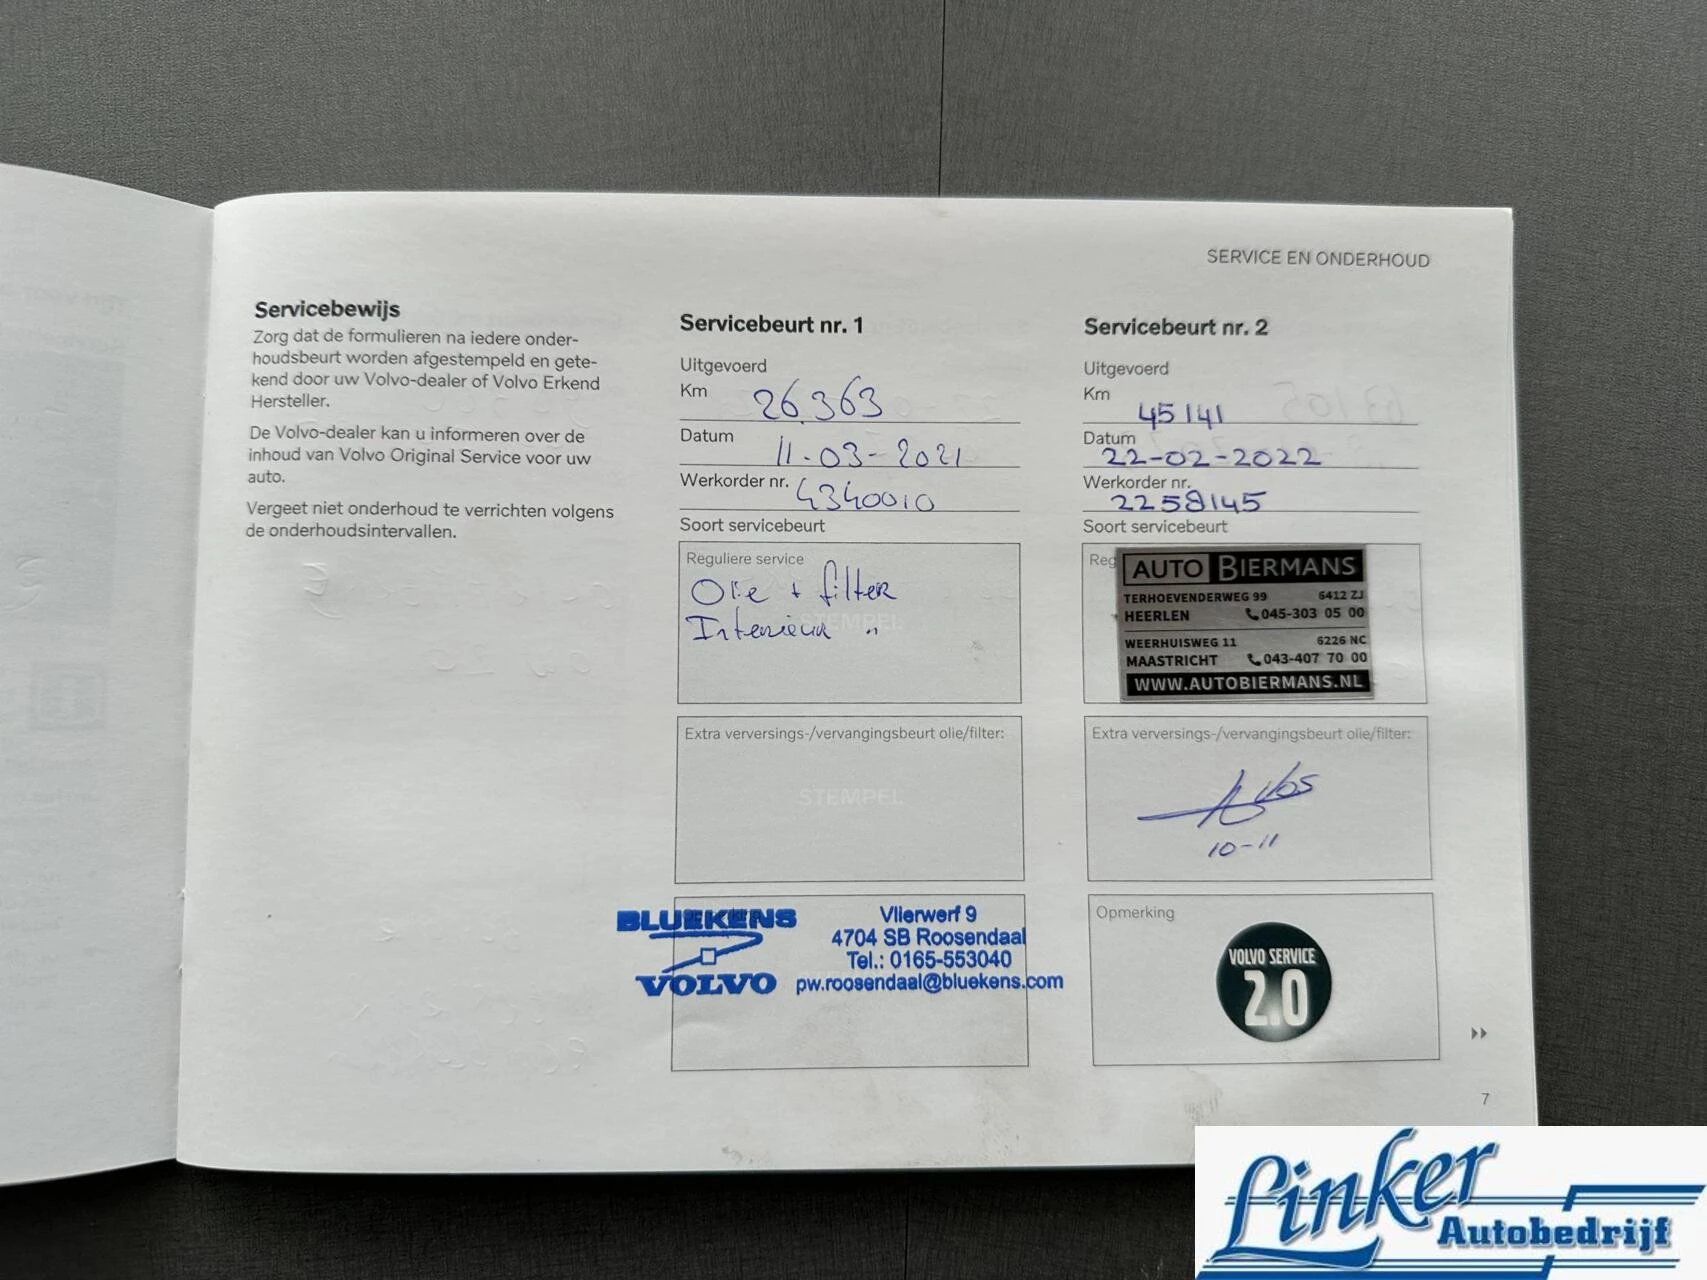 SERVICE EN ONDERHOUD
Servicebewijs
Zorg dat de formulieren na iedere onder-
houdsbeurt worden afgestempeld en gete-
kend door uw Volvo-dealer of Volvo Erkend
Hersteller.
De Volvo-dealer kan u informeren over de
inhoud van Volvo Original Service voor uw
auto.
Vergeet niet onderhoud te verrichten volgens
de onderhoudsintervallen.
Servicebeurt nr. 1
Uitgevoerd
Km 26.363
Datum 11-03-2021
Werkorder nr. 4340010
Soort servicebeurt
Reguliere service
Olie + filter
Interieur "
STEMPEL
Extra verversings-/vervangingsbeurt olie/filter:
STEMPEL
BLUEKENS
VOLVO
Vlierwerf 9
4704 SB Roosendaal
Tel.: 0165-553040
pw.roosendaal@bluekens.com
Servicebeurt nr. 2
Uitgevoerd
Km 45141
Datum 22-02-2022
Werkorder nr. 2258145
Soort servicebeurt
Reg
AUTO BIERMANS
TERHOEVENDERWEG 99 6412 ZJ
HEERLEN 045-303 05 00
WEERHUISWEG 11 6226 NC
MAASTRICHT 043-407 70 00
WWW.AUTOBIERMANS.NL
Extra verversings-/vervangingsbeurt olie/filter:
10-11
Opmerking
VOLVO SERVICE
2.0
7
Linker
Autobedrijf